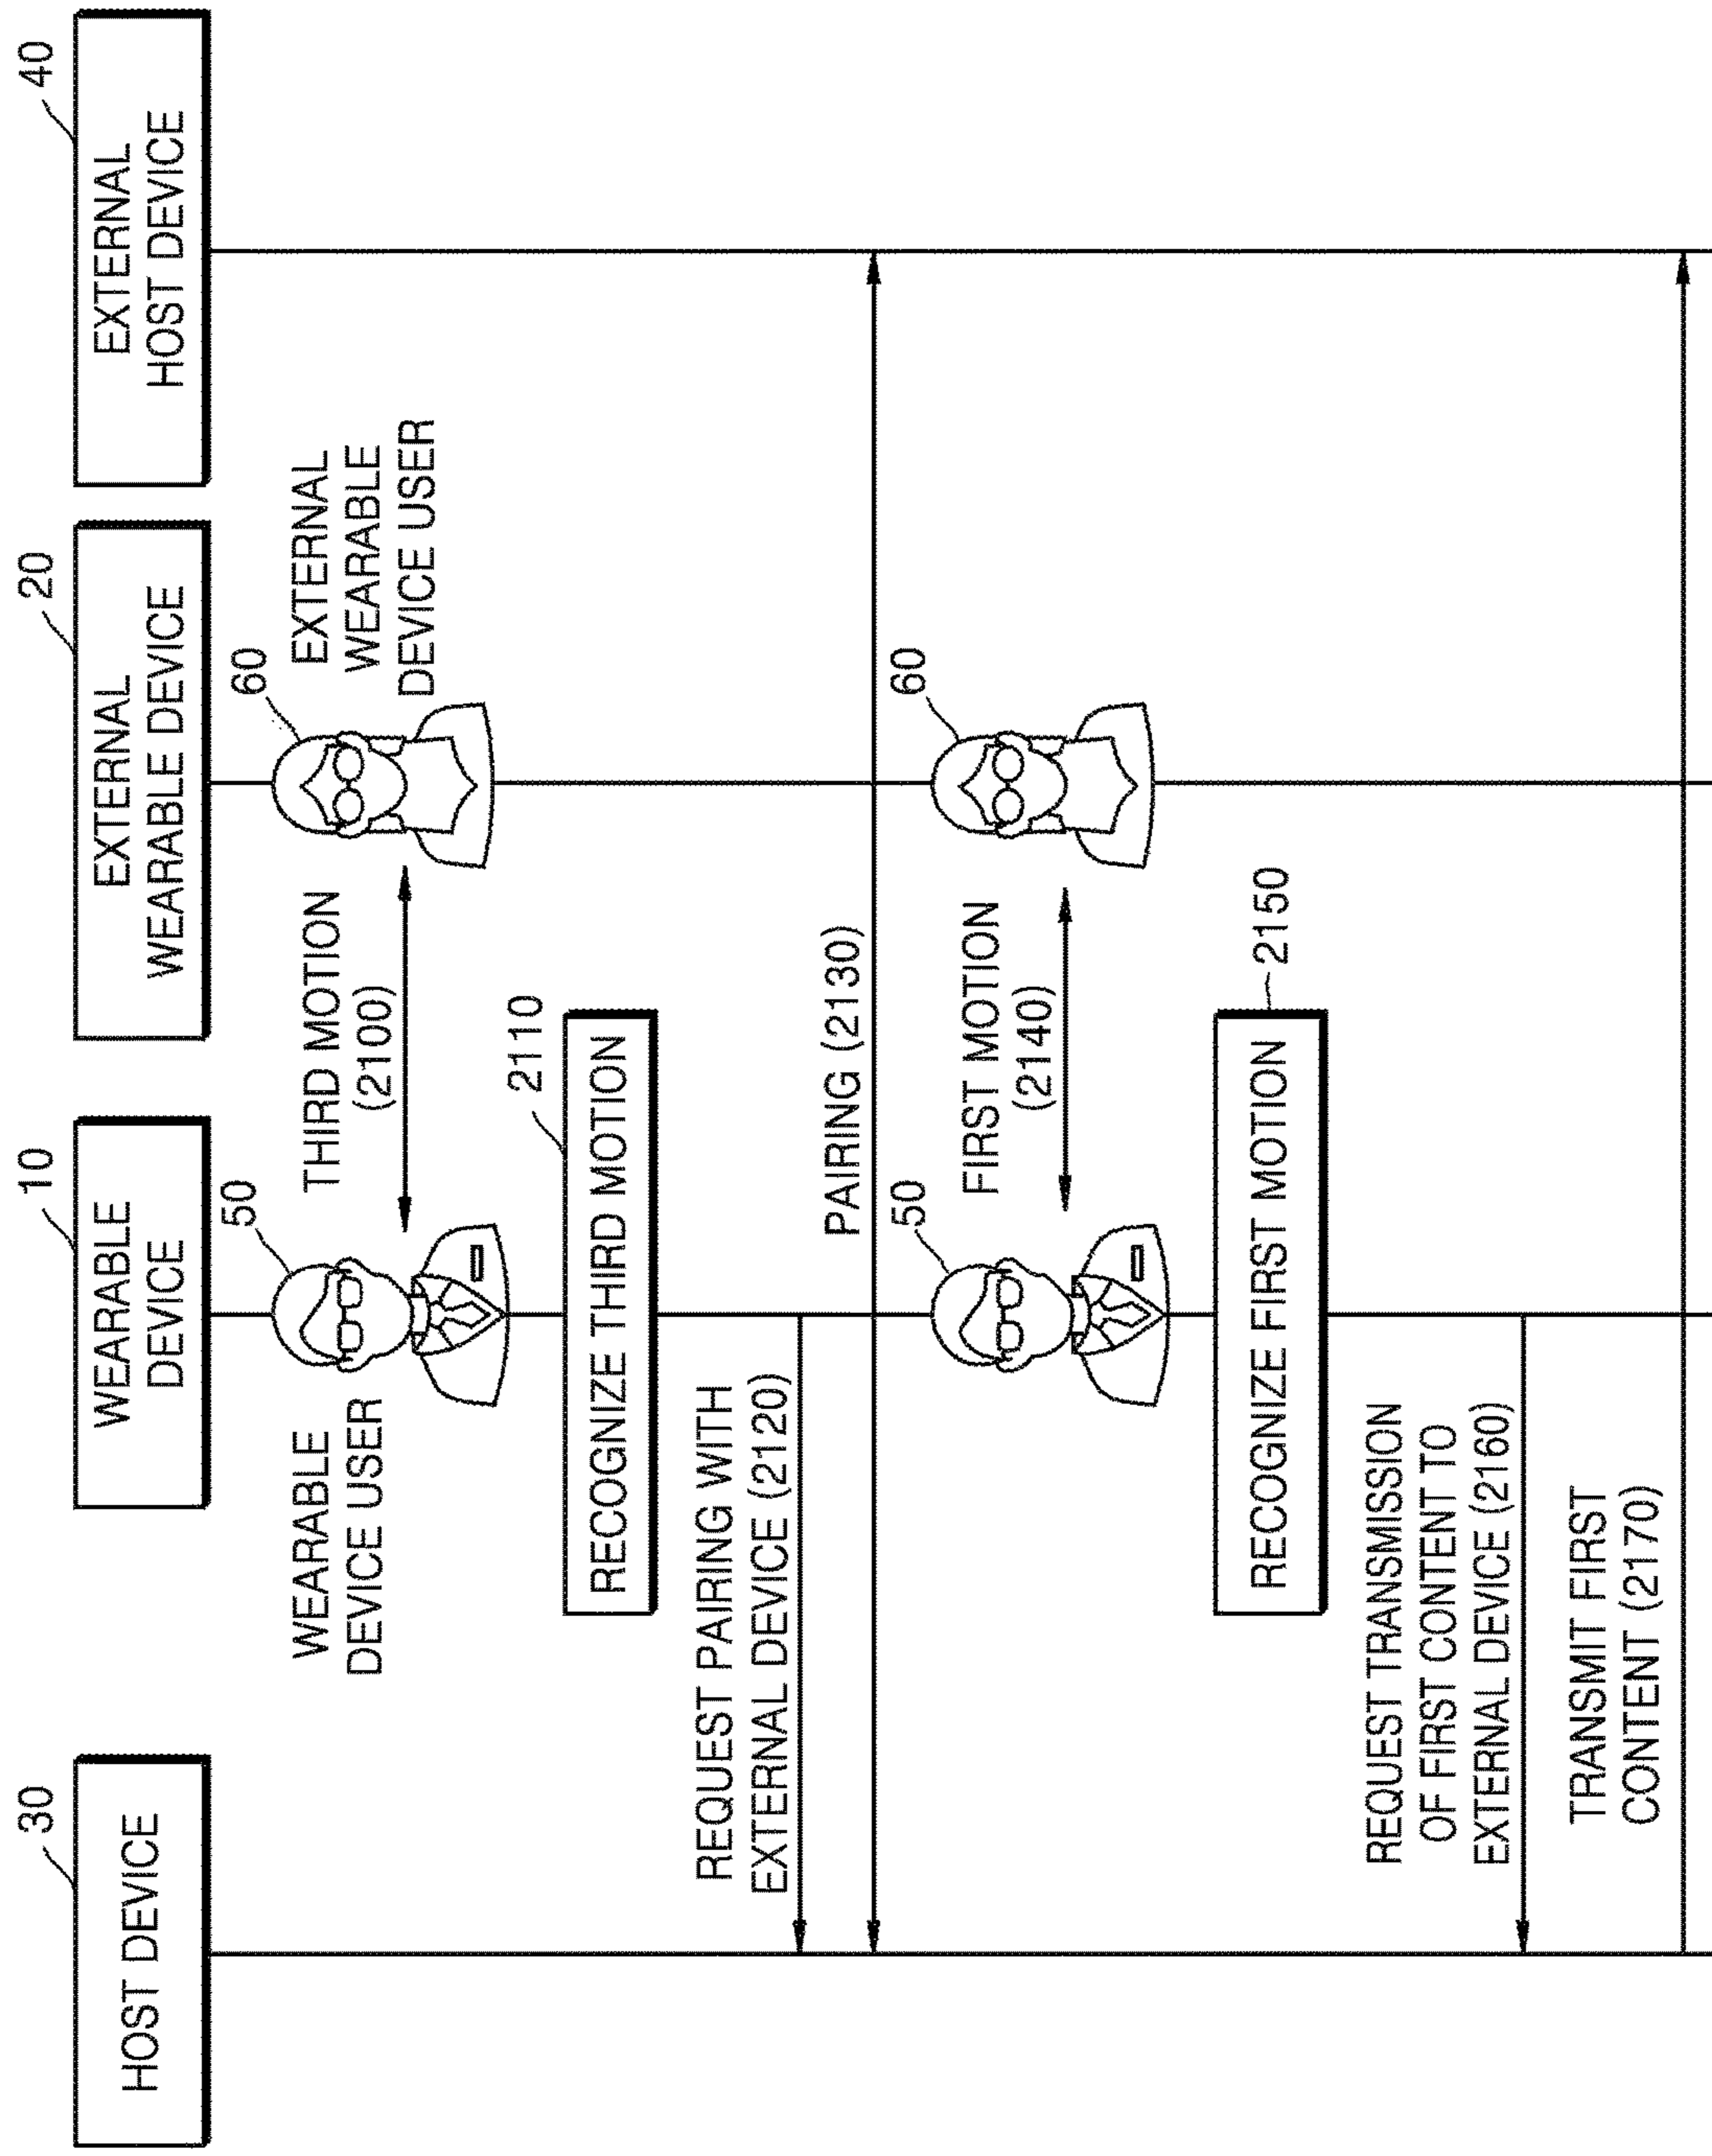 30
HOST DEVICE
10
WEARABLE
DEVICE
20
EXTERNAL
WEARABLE DEVICE
40
EXTERNAL
HOST DEVICE
WEARABLE
DEVICE USER
50
THIRD MOTION
(2100)
60
EXTERNAL
WEARABLE
DEVICE USER
2110
RECOGNIZE THIRD MOTION
REQUEST PAIRING WITH
EXTERNAL DEVICE (2120)
PAIRING (2130)
50
FIRST MOTION
(2140)
60
RECOGNIZE FIRST MOTION
2150
REQUEST TRANSMISSION
OF FIRST CONTENT TO
EXTERNAL DEVICE (2160)
TRANSMIT FIRST
CONTENT (2170)